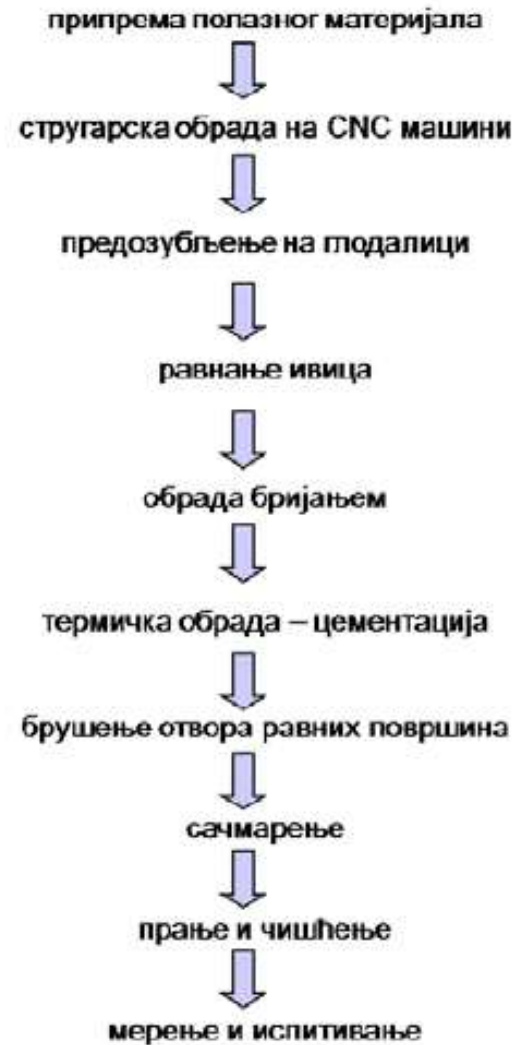 припрема полазног материјала
стругарска обрада на CNC машини
предозубљење на глодалици
равнање ивица
обрада бријањем
термичка обрада – цементација
брушење отвора равних површина
сачмарење
прање и чишћење
мерење и испитивање